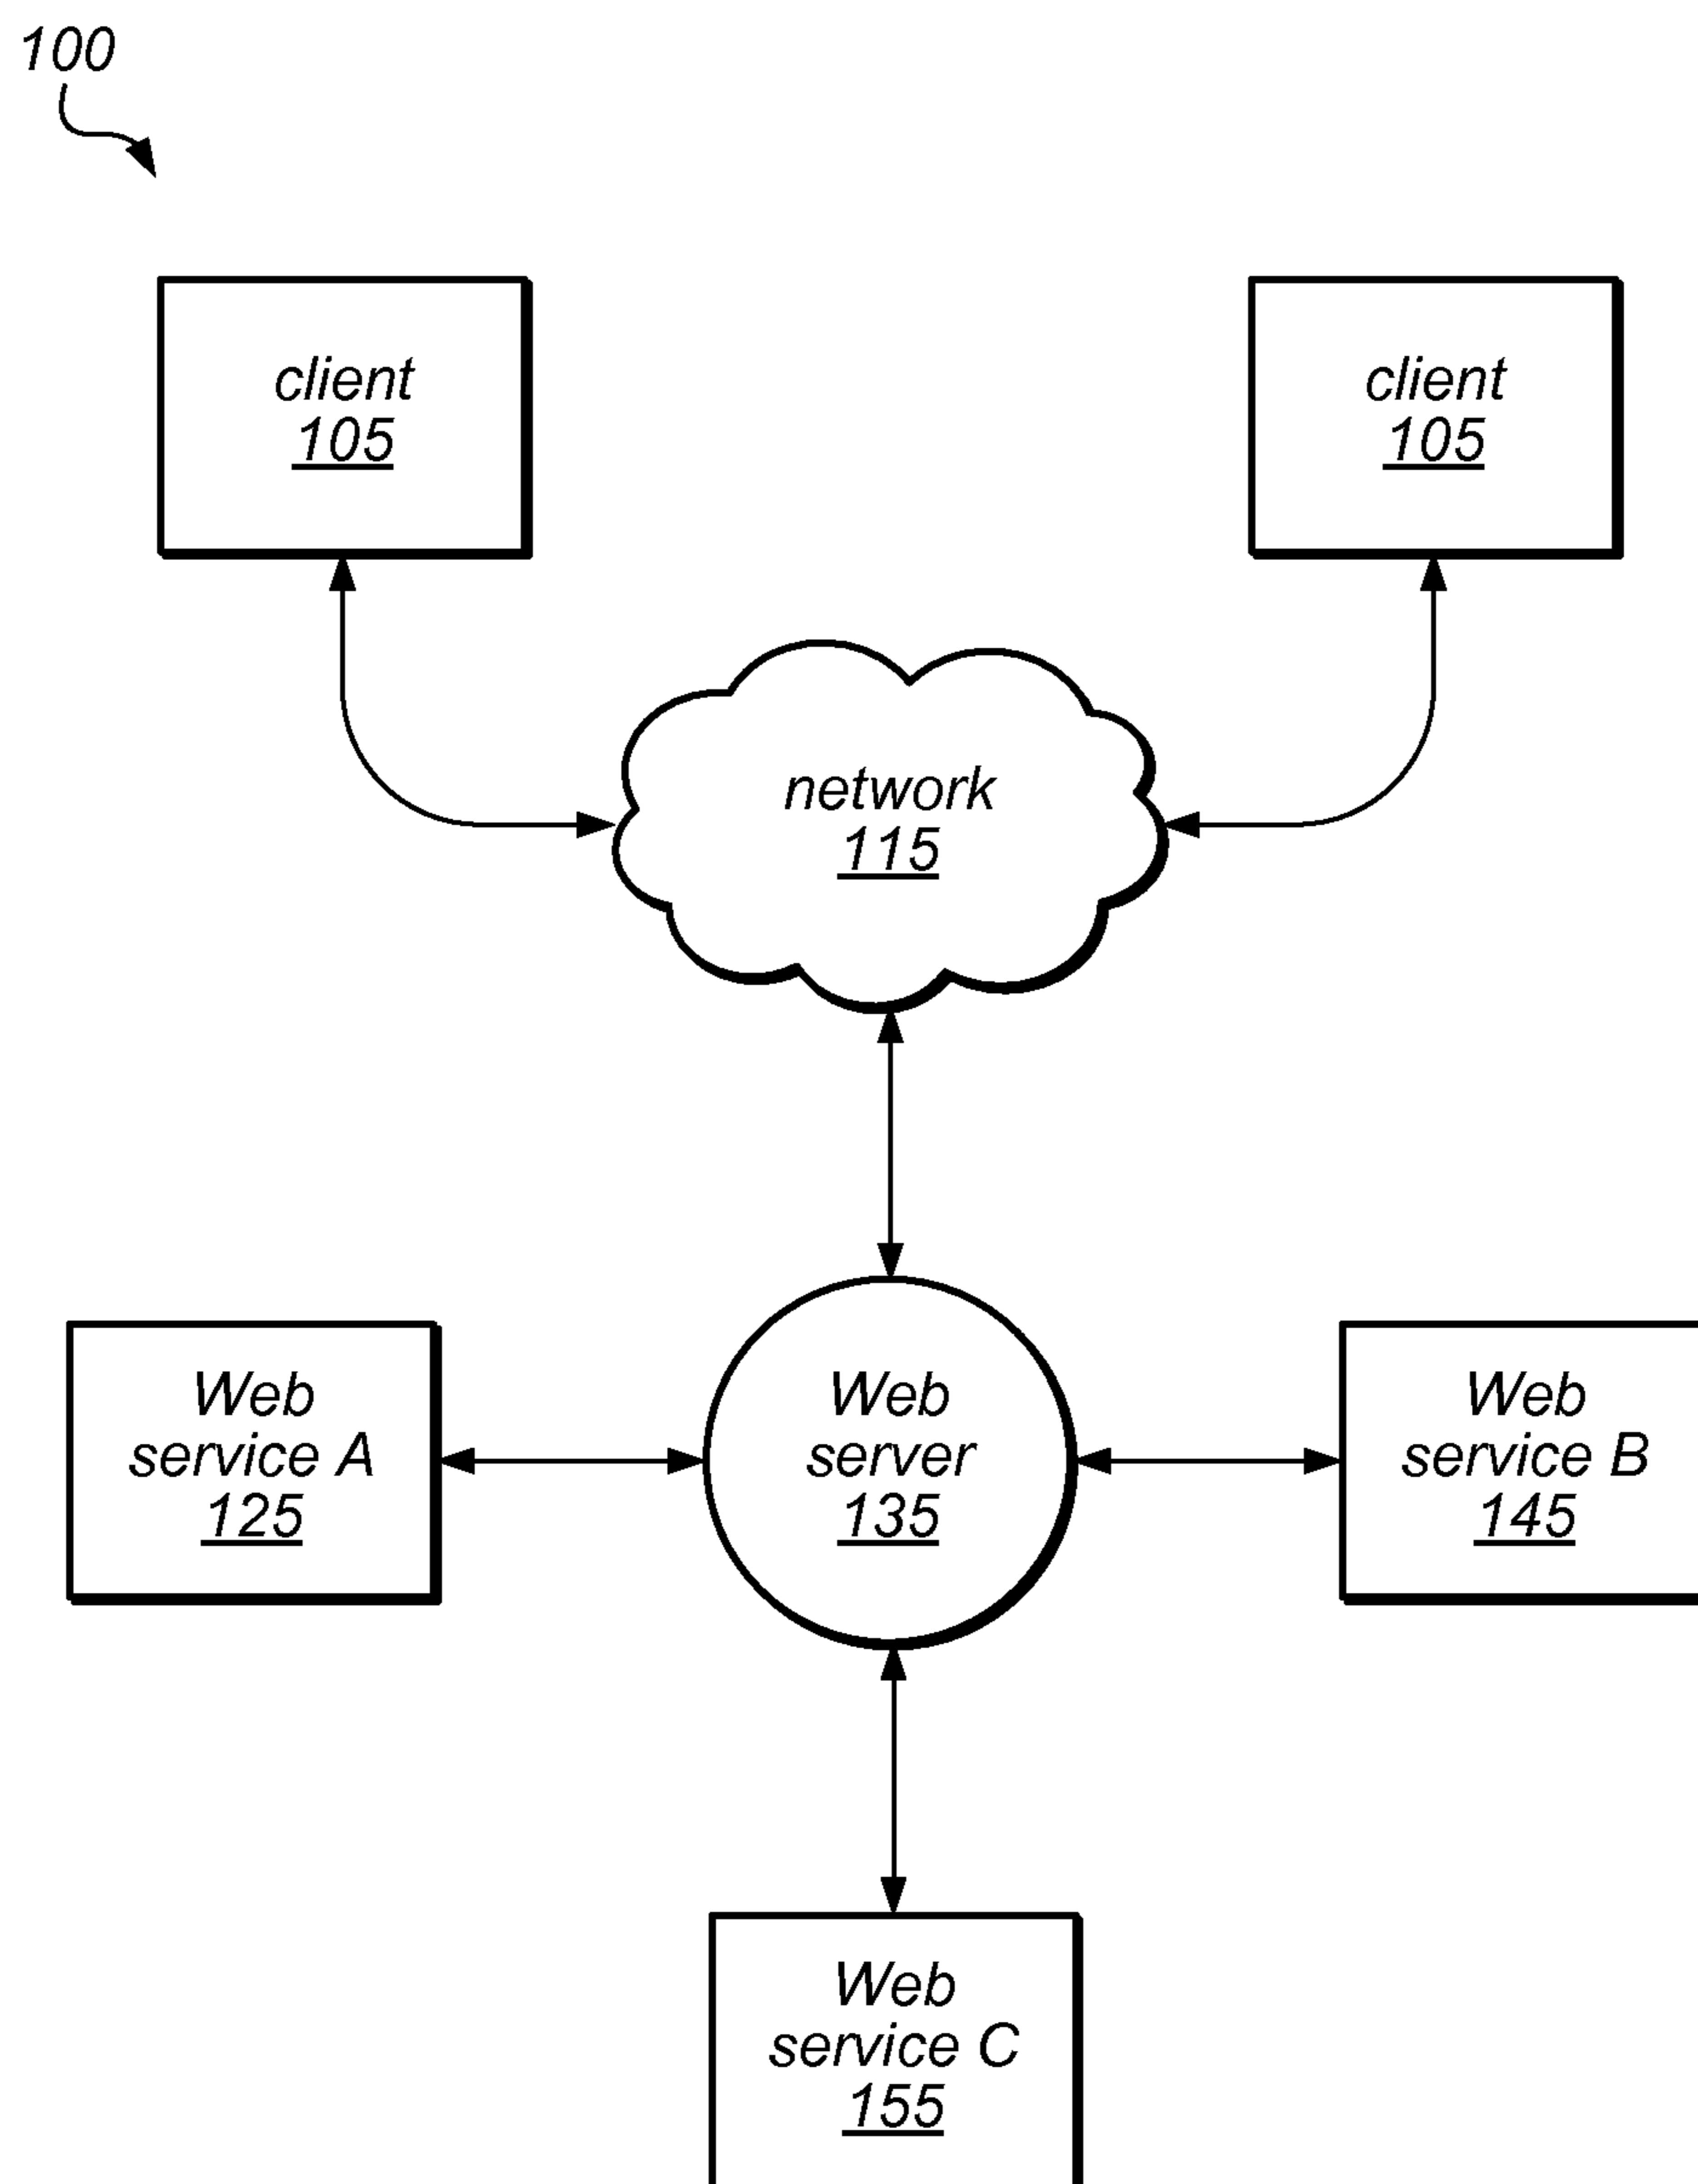 100
client
105
client
105
network
115
Web
service A
125
Web
server
135
Web
service B
145
Web
service C
155